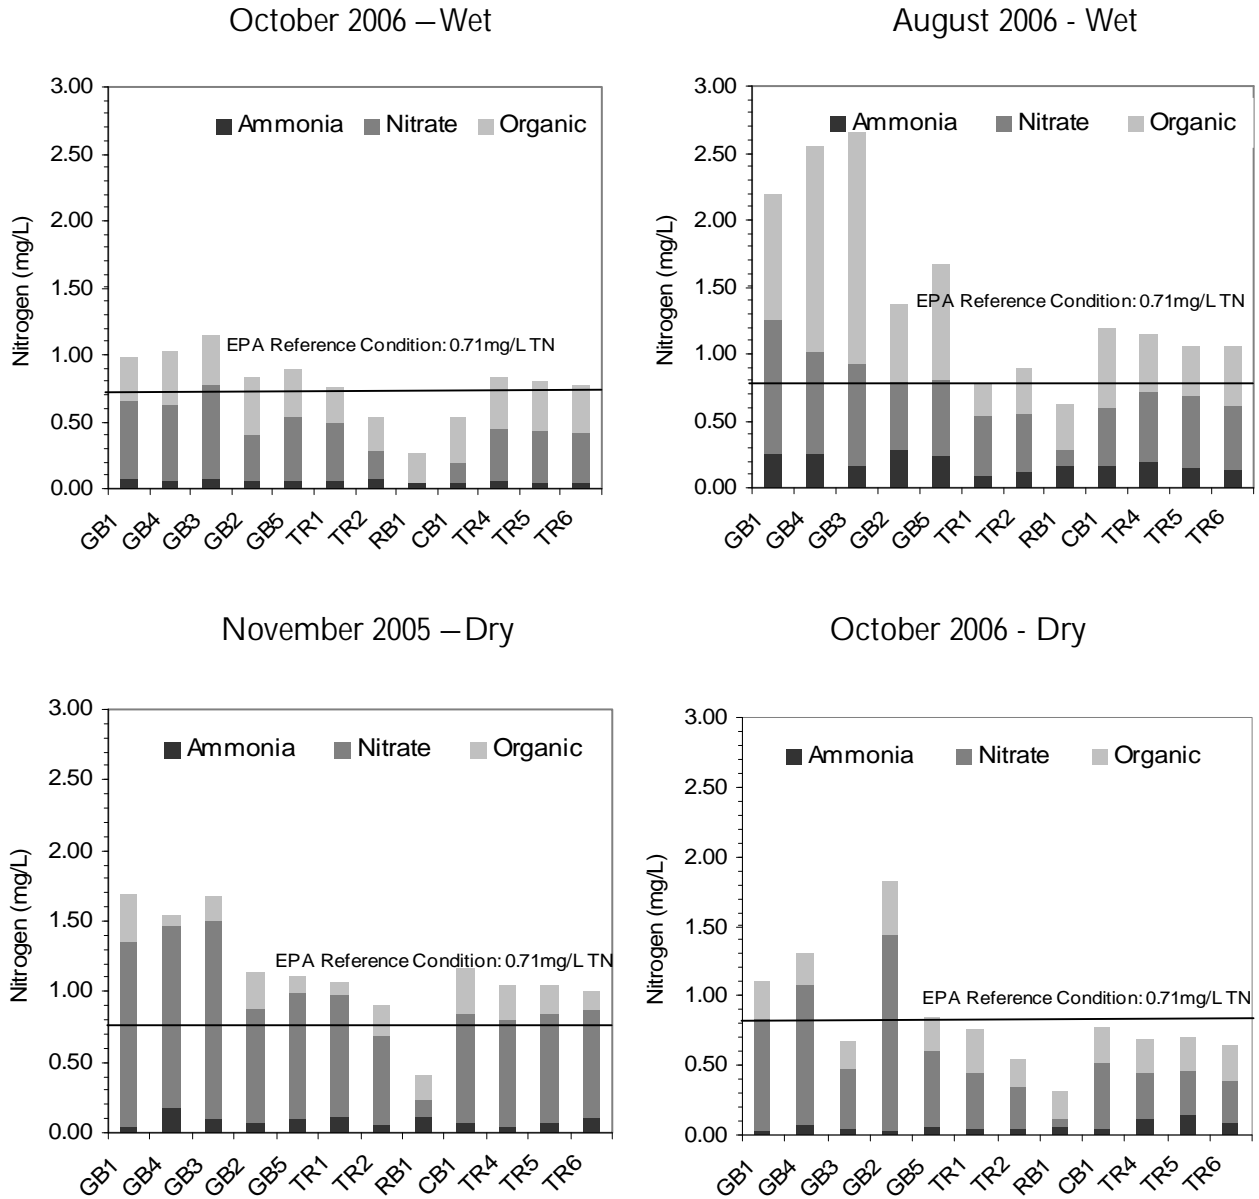 October 2006 – Wet
August 2006 - Wet
3.00
2.50
2.00
1.50
1.00
0.50
0.00
Nitrogen (mg/L)
Ammonia Nitrate Organic
EPA Reference Condition: 0.71mg/L TN
GB1 GB4 GB3 GB2 GB5 TR1 TR2 RB1 CB1 TR4 TR5 TR6
3.00
2.50
2.00
1.50
1.00
0.50
0.00
Nitrogen (mg/L)
Ammonia Nitrate Organic
EPA Reference Condition: 0.71mg/L TN
GB1 GB4 GB3 GB2 GB5 TR1 TR2 RB1 CB1 TR4 TR5 TR6
November 2005 – Dry
October 2006 - Dry
3.00
2.50
2.00
1.50
1.00
0.50
0.00
Nitrogen (mg/L)
Ammonia Nitrate Organic
EPA Reference Condition: 0.71mg/L TN
GB1 GB4 GB3 GB2 GB5 TR1 TR2 RB1 CB1 TR4 TR5 TR6
3.00
2.50
2.00
1.50
1.00
0.50
0.00
Nitrogen (mg/L)
Ammonia Nitrate Organic
EPA Reference Condition: 0.71mg/L TN
GB1 GB4 GB3 GB2 GB5 TR1 TR2 RB1 CB1 TR4 TR5 TR6